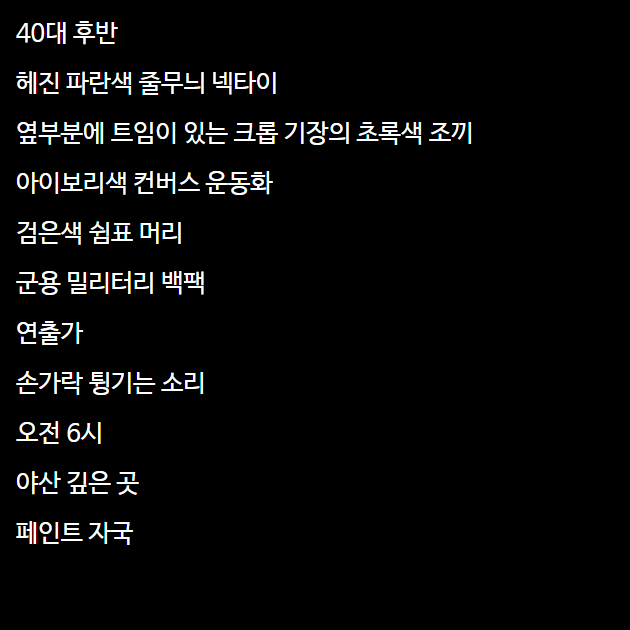 40대 후반
헤진 파란색 줄무늬 넥타이
옆부분에 트임이 있는 크롭 기장의 초록색 조끼
아이보리색 컨버스 운동화
검은색 쉼표 머리
군용 밀리터리 백팩
연출가
손가락 튕기는 소리
오전 6시
야산 깊은 곳
페인트 자국